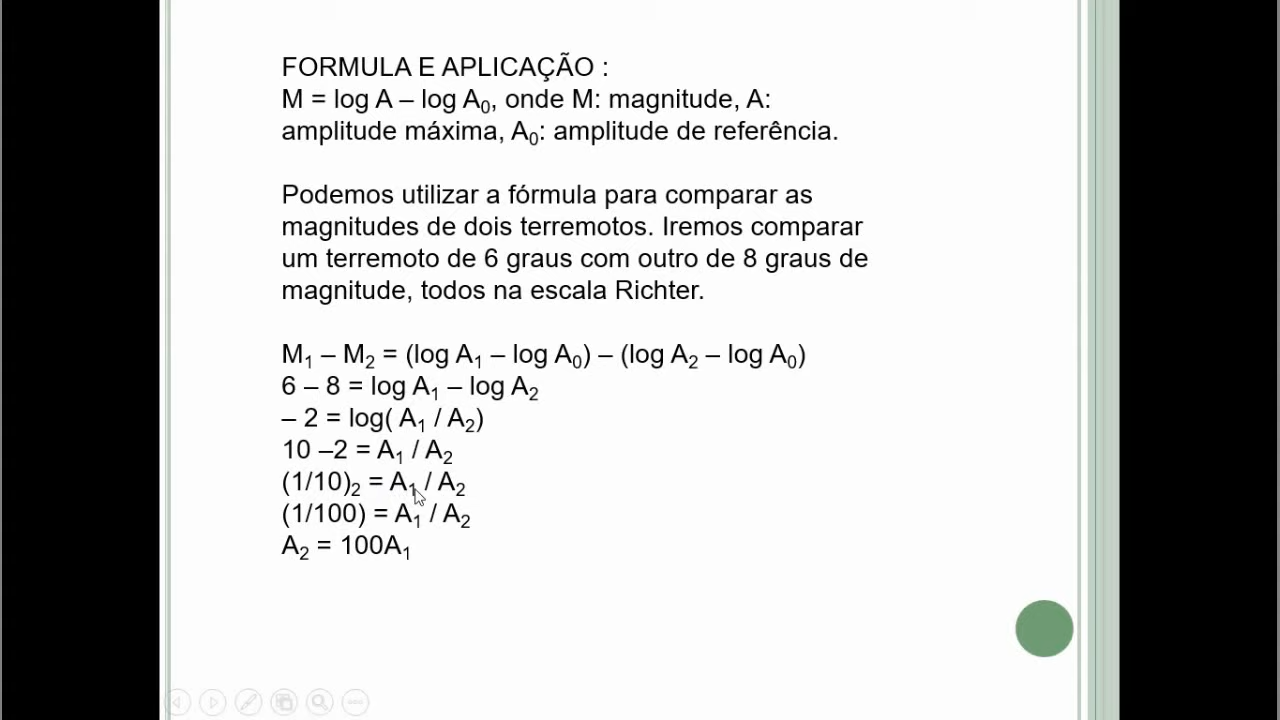 FORMULA E APLICAÇÃO :
M = log A – log A₀, onde M: magnitude, A:
amplitude máxima, A₀: amplitude de referência.
Podemos utilizar a fórmula para comparar as
magnitudes de dois terremotos. Iremos comparar
um terremoto de 6 graus com outro de 8 graus de
magnitude, todos na escala Richter.
M₁ – M₂ = (log A₁ – log A₀) – (log A₂ – log A₀)
6 – 8 = log A₁ – log A₂
– 2 = log( A₁ / A₂)
10 –2 = A₁ / A₂
(1/10)₂ = A₁ / A₂
(1/100) = A₁ / A₂
A₂ = 100A₁